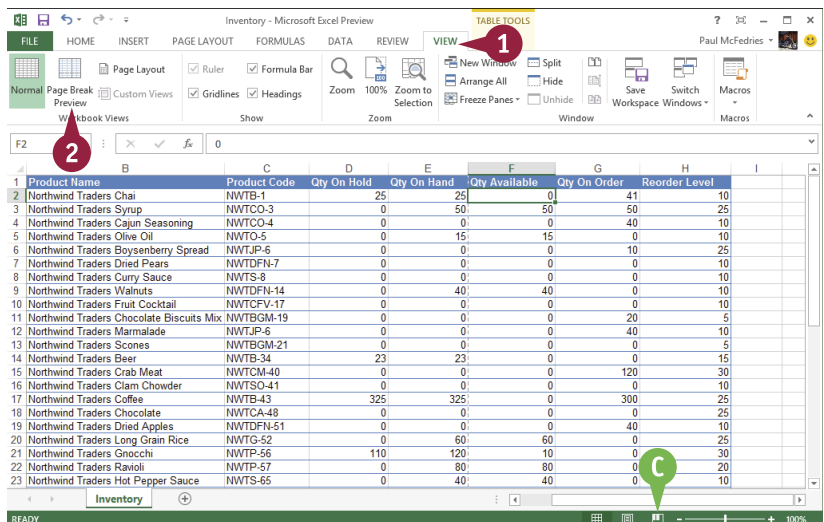 Inventory - Microsoft Excel Preview TABLE TOOLS ?
FILE HOME INSERT PAGE LAYOUT FORMULAS DATA REVIEW VIEW 1 Paul McFedries
Normal Page Break Preview Page Layout Custom Views Ruler Formula Bar Gridlines Headings Zoom 100% Zoom to Selection New Window Arrange All Freeze Panes Split Hide Unhide Save Workspace Switch Windows Macros
Workbook Views Show Zoom Window Macros
2
F2 fx 0
B C D E F G H I
1 Product Name Product Code Qty On Hold Qty On Hand Qty Available Qty On Order Reorder Level
2 Northwind Traders Chai NWTB-1 25 25 0 41 10
3 Northwind Traders Syrup NWTCO-3 0 50 50 50 25
4 Northwind Traders Cajun Seasoning NWTCO-4 0 0 0 40 10
5 Northwind Traders Olive Oil NWTO-5 0 15 15 0 10
6 Northwind Traders Boysenberry Spread NWTJP-6 0 0 0 10 25
7 Northwind Traders Dried Pears NWTDFN-7 0 0 0 0 10
8 Northwind Traders Curry Sauce NWTS-8 0 0 0 0 10
9 Northwind Traders Walnuts NWTDFN-14 0 40 40 0 10
10 Northwind Traders Fruit Cocktail NWTCFV-17 0 0 0 0 10
11 Northwind Traders Chocolate Biscuits Mix NWTBGM-19 0 0 0 20 5
12 Northwind Traders Marmalade NWTJP-6 0 0 0 40 10
13 Northwind Traders Scones NWTBGM-21 0 0 0 0 5
14 Northwind Traders Beer NWTB-34 23 23 0 0 15
15 Northwind Traders Crab Meat NWTCM-40 0 0 0 120 30
16 Northwind Traders Clam Chowder NWTSO-41 0 0 0 0 10
17 Northwind Traders Coffee NWTB-43 325 325 0 300 25
18 Northwind Traders Chocolate NWTCA-48 0 0 0 0 25
19 Northwind Traders Dried Apples NWTDFN-51 0 0 0 40 10
20 Northwind Traders Long Grain Rice NWTG-52 0 60 60 0 25
21 Northwind Traders Gnocchi NWTP-56 110 120 10 0 30
22 Northwind Traders Ravioli NWTP-57 0 80 80 0 20
23 Northwind Traders Hot Pepper Sauce NWTS-65 0 40 40 0 10
C
Inventory
READY 100%